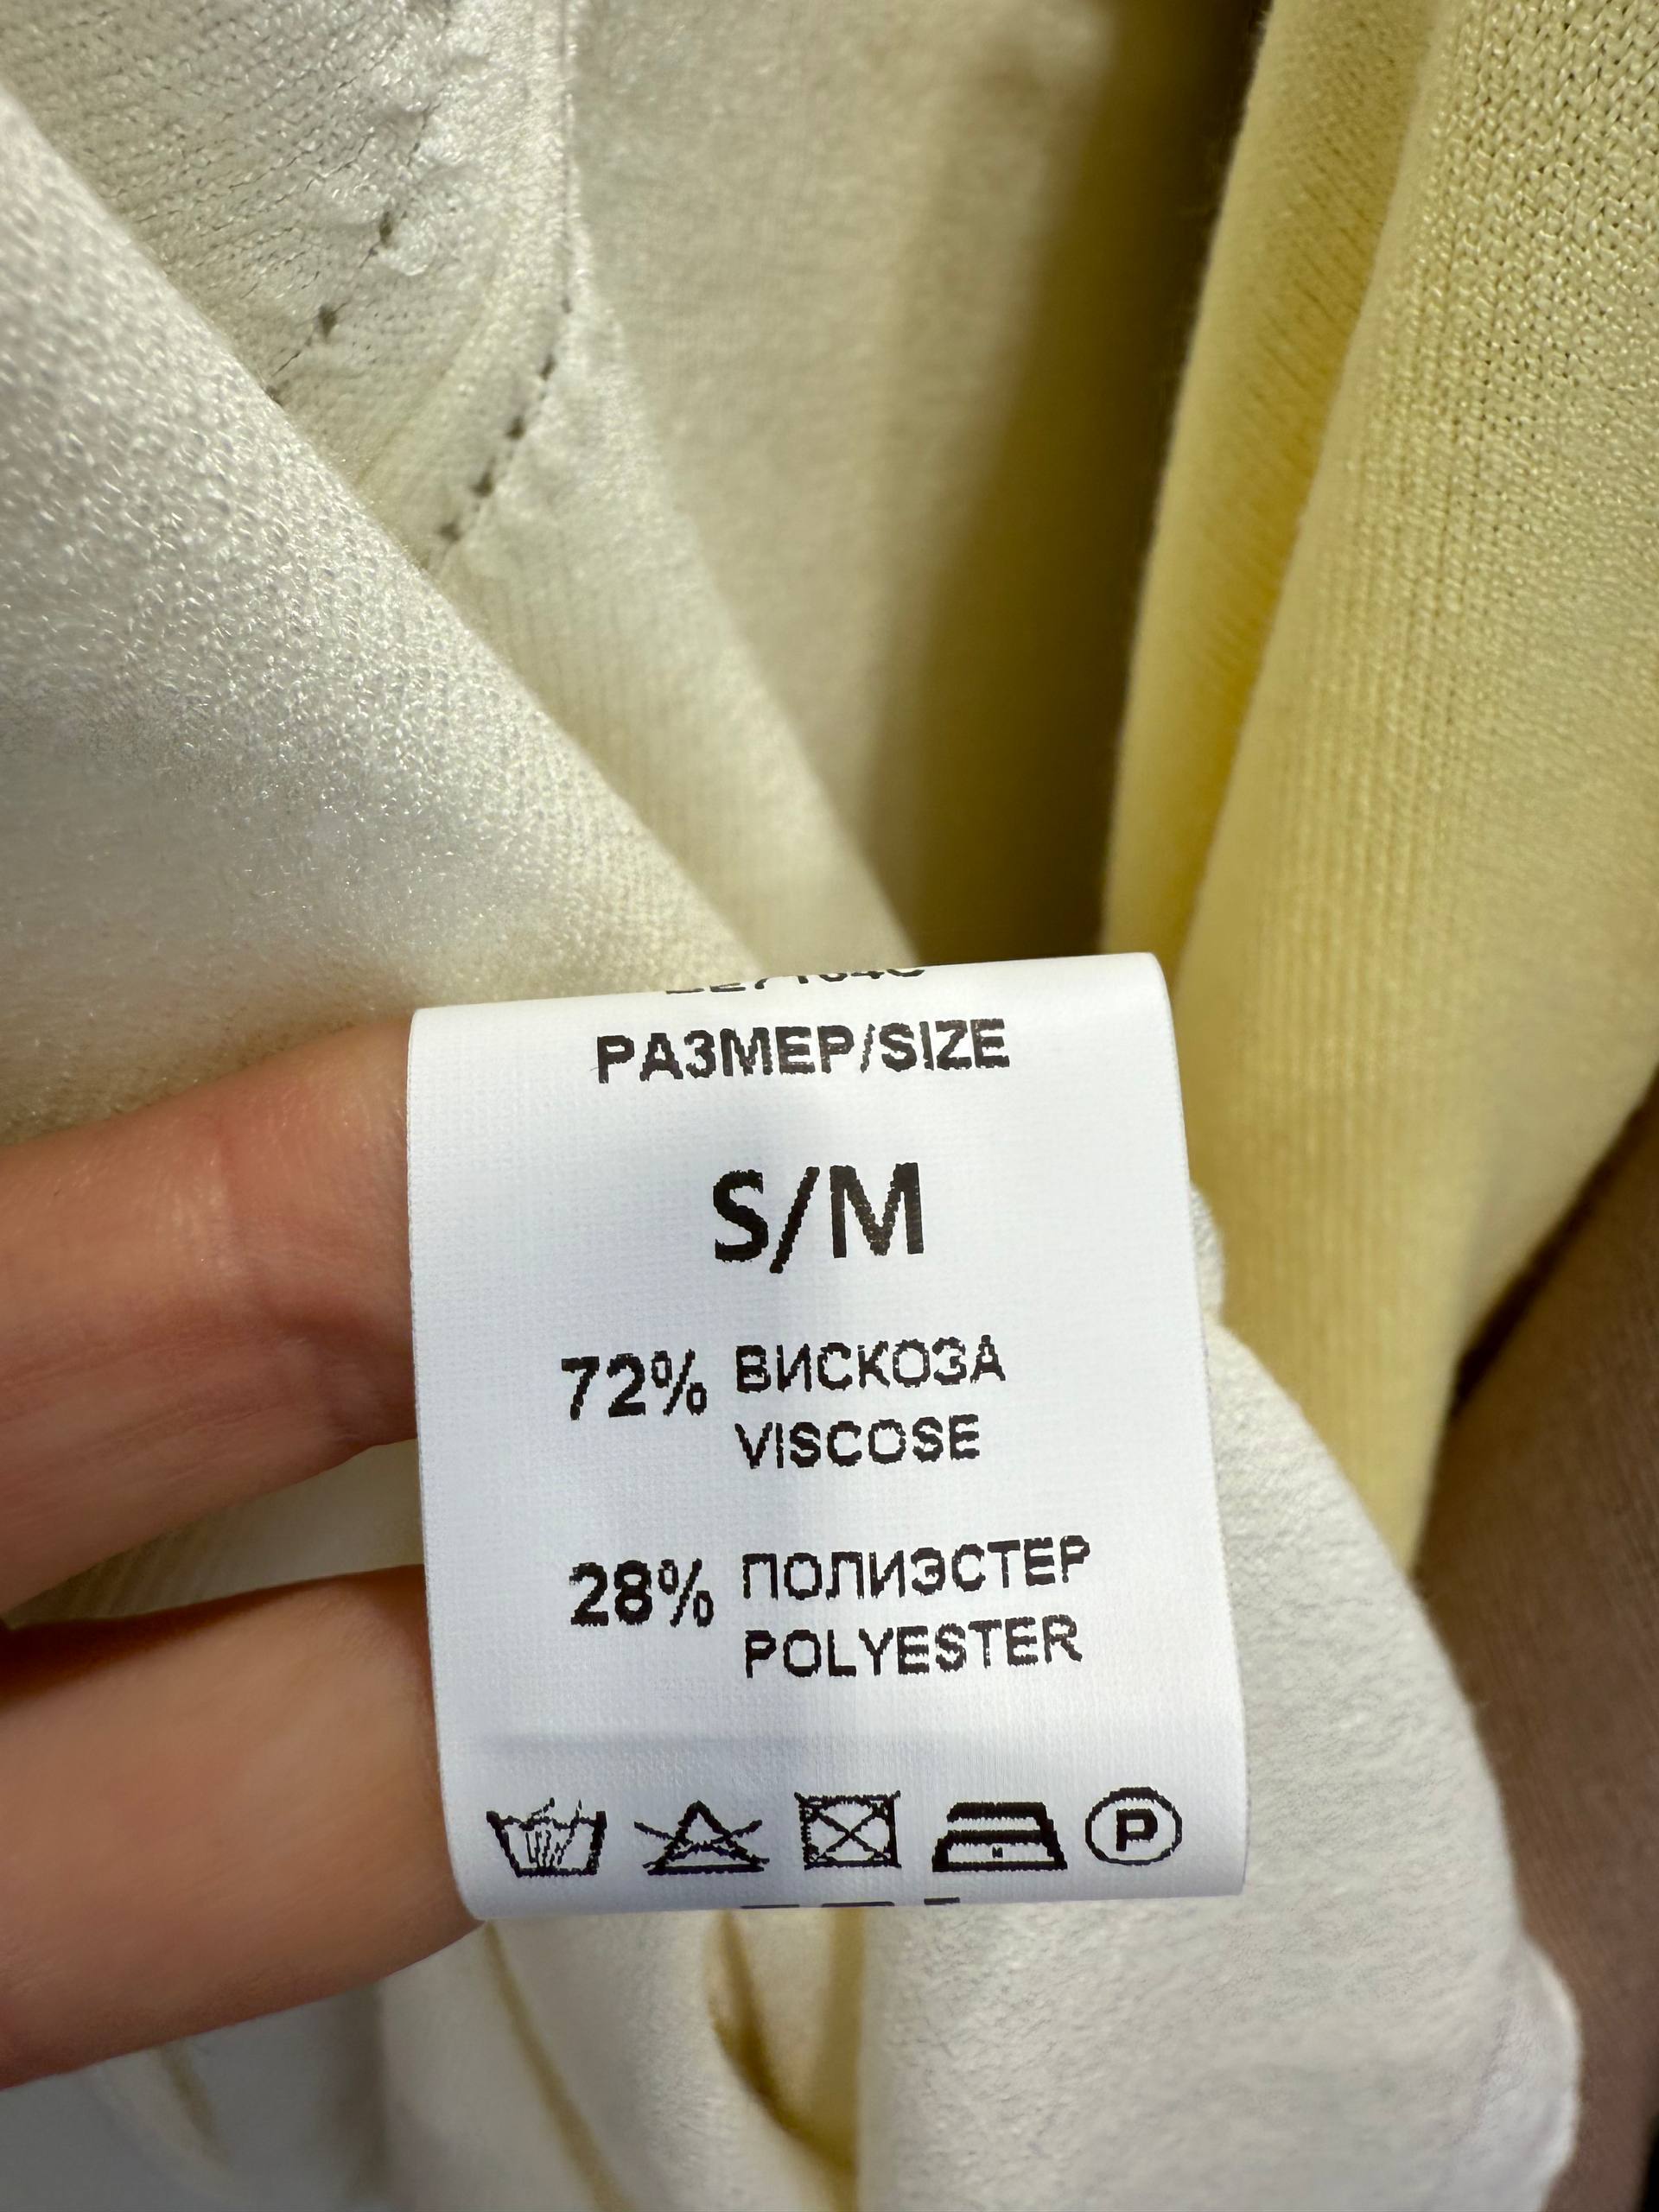 РАЗМЕР/SIZE
S/M
72% ВИСКОЗА
VISCOSE
28% ПОЛИЭСТЕР
POLYESTER
P